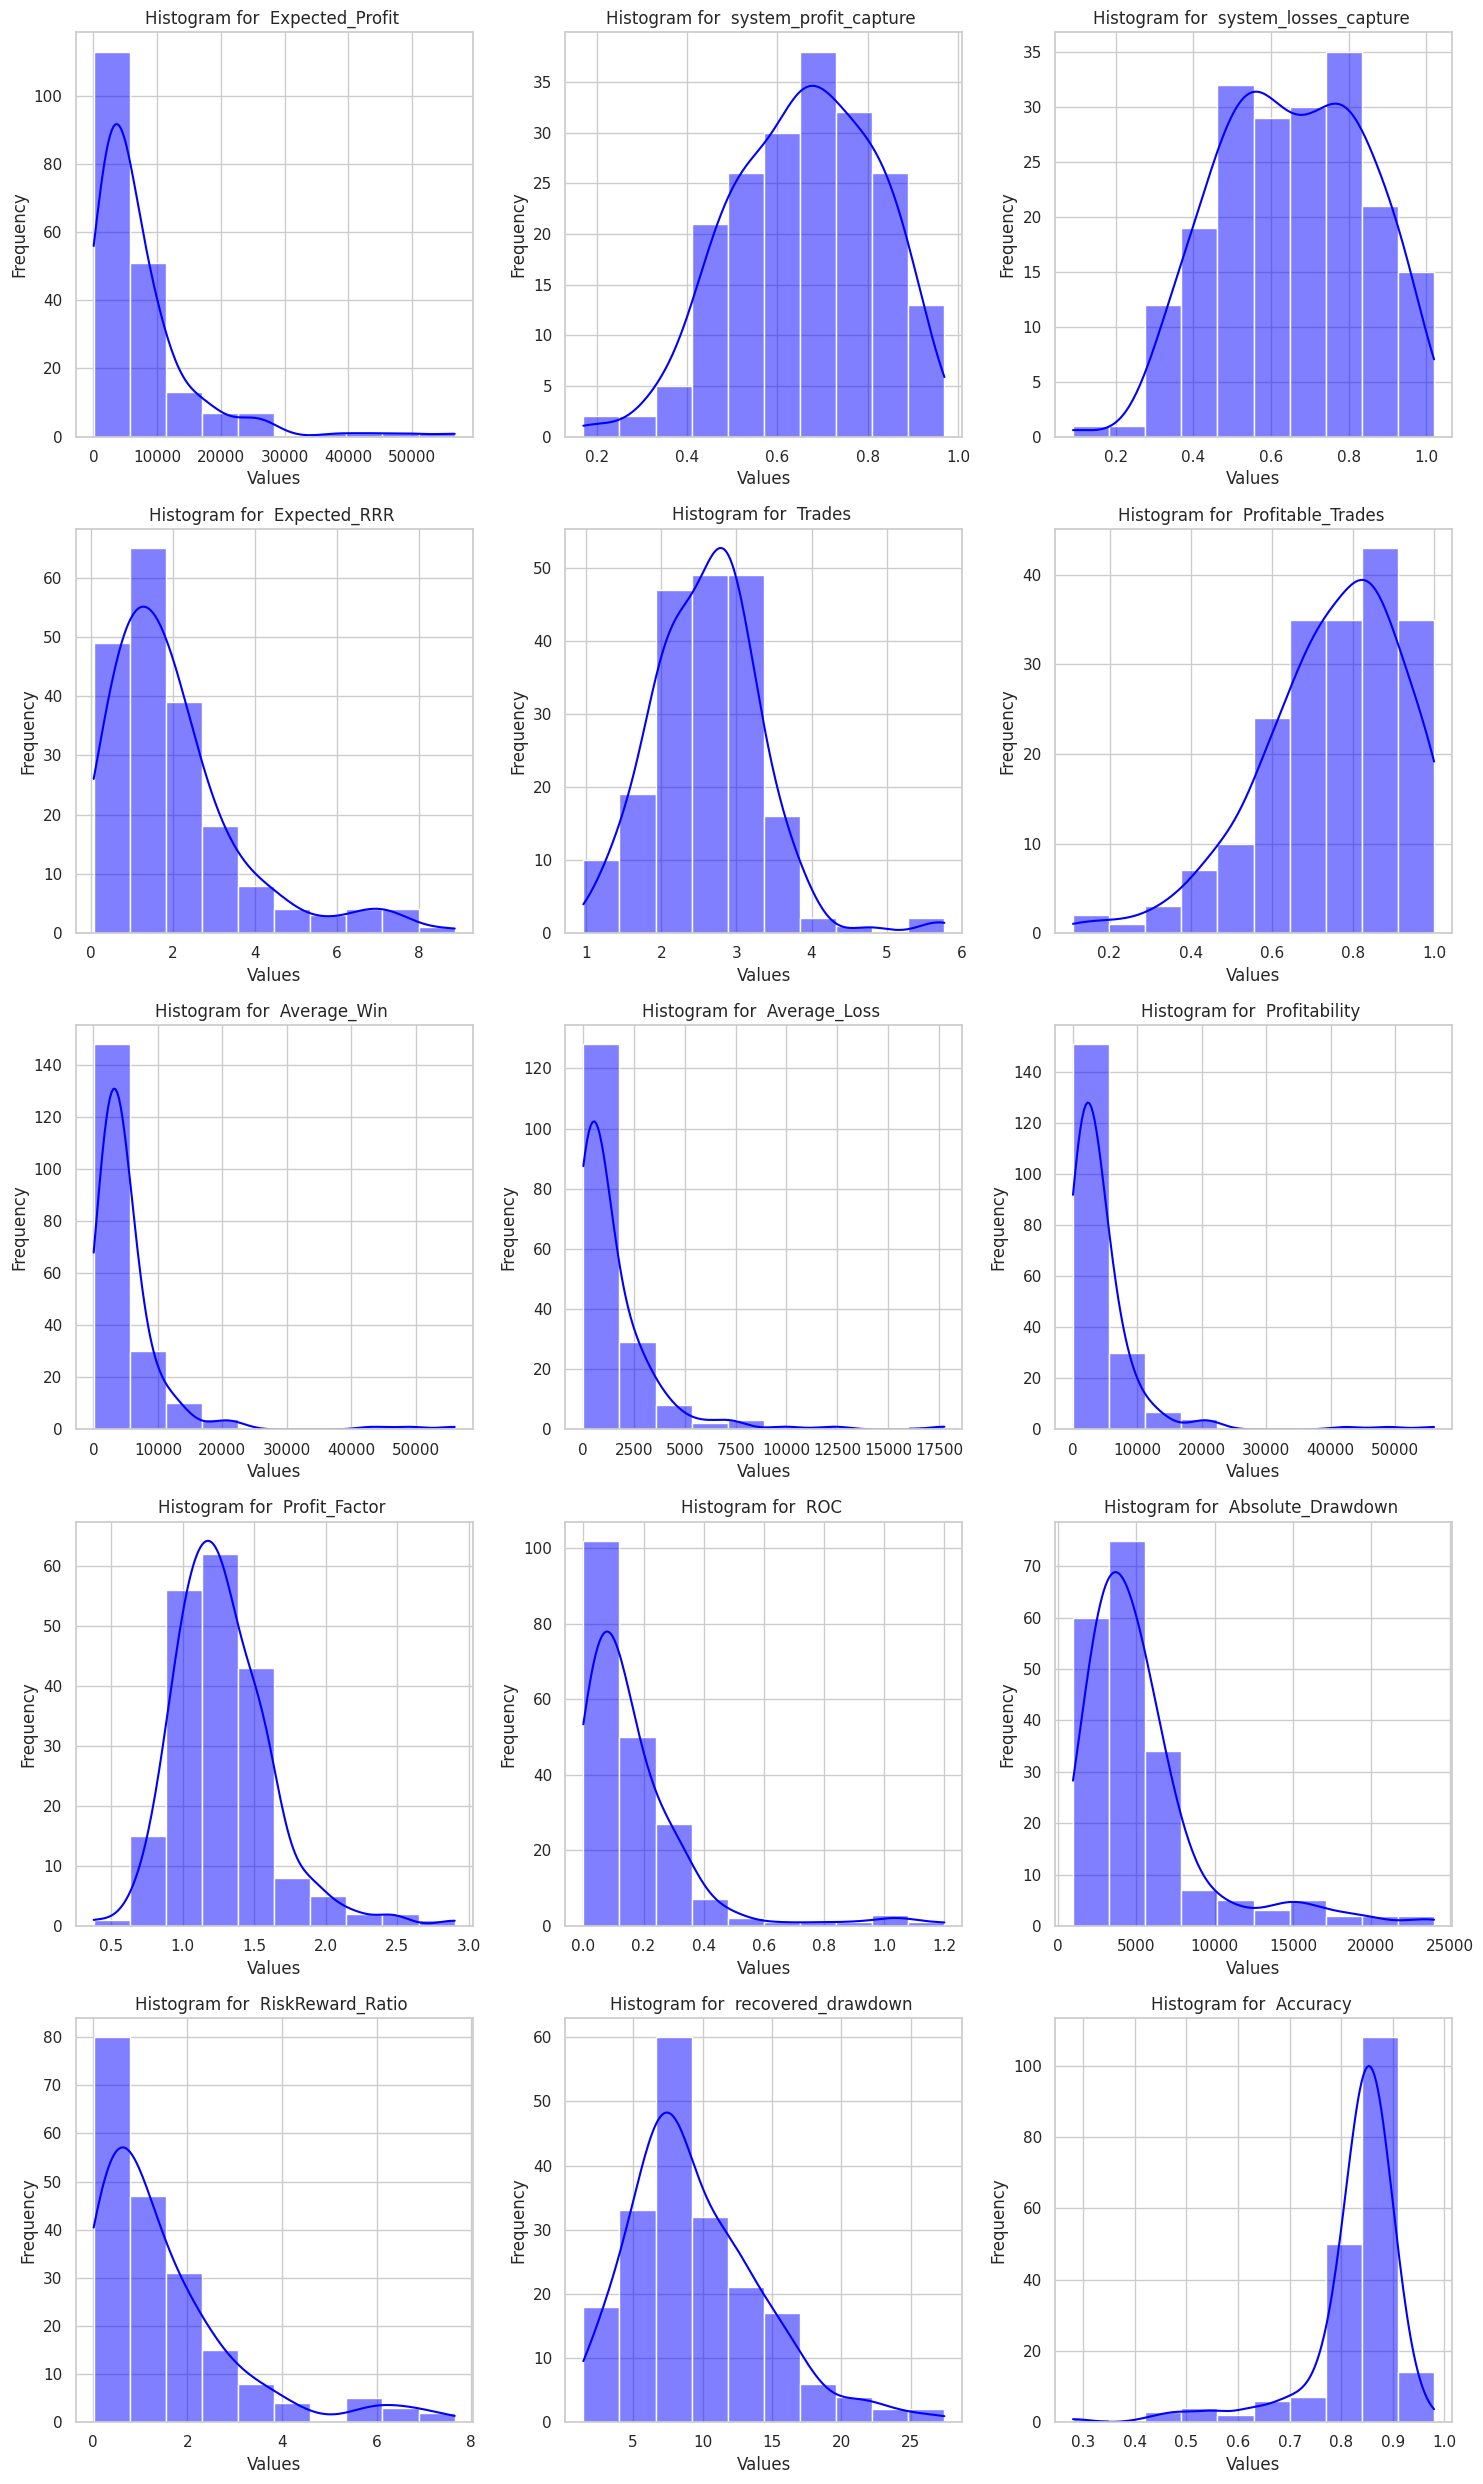 Histogram for  Expected_Profit
Histogram for  system_profit_capture
Histogram for  system_losses_capture
Frequency
100
80
60
40
20
0
0 10000 20000 30000 40000 50000
Values
Frequency
35
30
25
20
15
10
5
0
0.2 0.4 0.6 0.8 1.0
Values
Frequency
35
30
25
20
15
10
5
0
0.2 0.4 0.6 0.8 1.0
Values
Histogram for  Expected_RRR
Histogram for  Trades
Histogram for  Profitable_Trades
Frequency
60
50
40
30
20
10
0
0 2 4 6 8
Values
Frequency
50
40
30
20
10
0
1 2 3 4 5 6
Values
Frequency
40
30
20
10
0
0.2 0.4 0.6 0.8 1.0
Values
Histogram for  Average_Win
Histogram for  Average_Loss
Histogram for  Profitability
Frequency
140
120
100
80
60
40
20
0
0 10000 20000 30000 40000 50000
Values
Frequency
120
100
80
60
40
20
0
0 2500 5000 7500 10000 12500 15000 17500
Values
Frequency
140
120
100
80
60
40
20
0
0 10000 20000 30000 40000 50000
Values
Histogram for  Profit_Factor
Histogram for  ROC
Histogram for  Absolute_Drawdown
Frequency
60
50
40
30
20
10
0
0.5 1.0 1.5 2.0 2.5 3.0
Values
Frequency
100
80
60
40
20
0
0.0 0.2 0.4 0.6 0.8 1.0 1.2
Values
Frequency
70
60
50
40
30
20
10
0
0 5000 10000 15000 20000 25000
Values
Histogram for  RiskReward_Ratio
Histogram for  recovered_drawdown
Histogram for  Accuracy
Frequency
80
70
60
50
40
30
20
10
0
0 2 4 6 8
Values
Frequency
60
50
40
30
20
10
0
5 10 15 20 25
Values
Frequency
100
80
60
40
20
0
0.3 0.4 0.5 0.6 0.7 0.8 0.9 1.0
Values